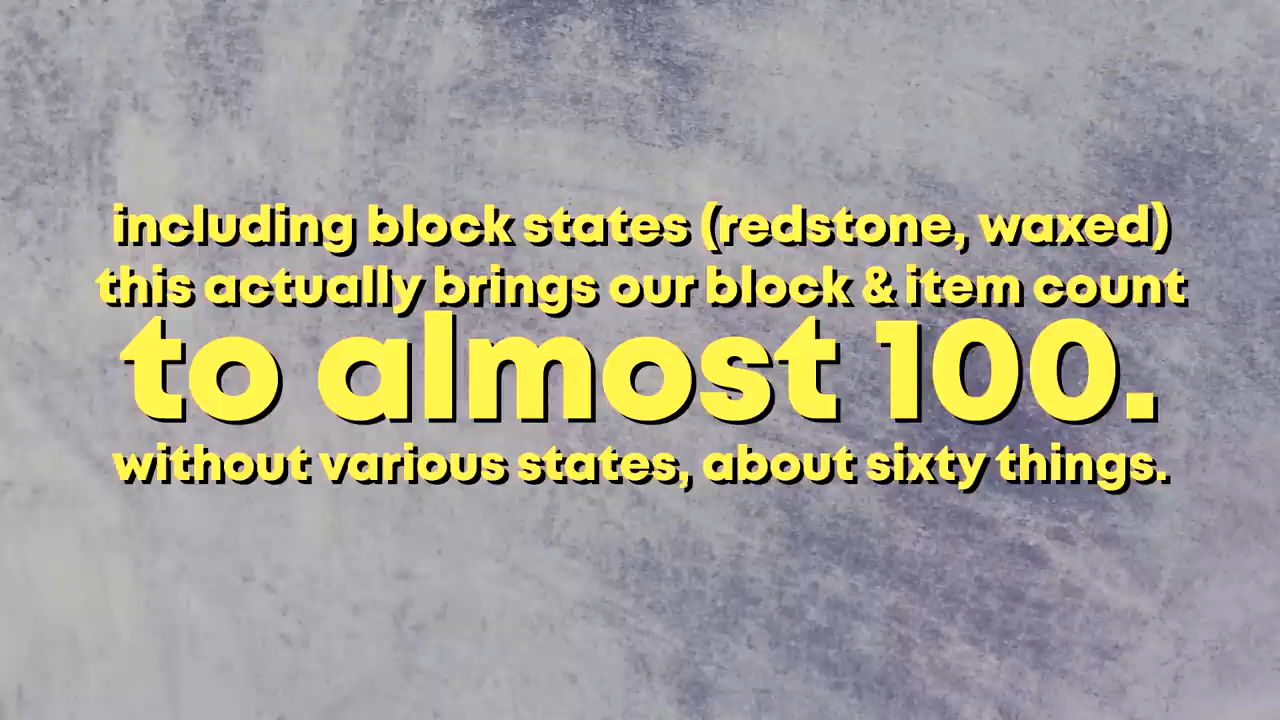 including block states (redstone, waxed)
this actually brings our block & item count
to almost 100.
without various states, about sixty things.